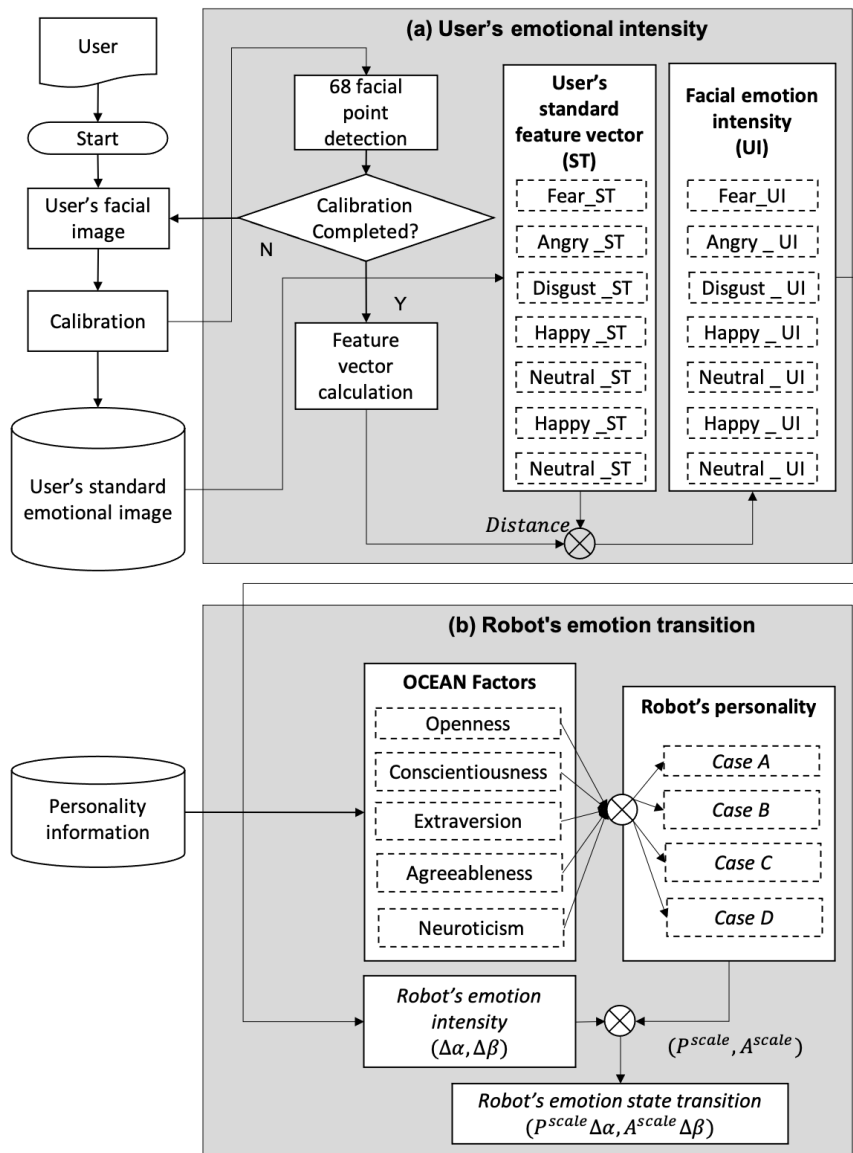 User
Start
User's facial
image
Calibration
User's standard
emotional image
(a) User's emotional intensity
68 facial
point
detection
Calibration
Completed?
N
Y
Feature
vector
calculation
User's
standard
feature vector
(ST)
Fear_ST
Angry _ST
Disgust _ST
Happy _ST
Neutral _ST
Happy _ST
Neutral _ST
Facial emotion
intensity
(UI)
Fear_UI
Angry _ UI
Disgust _ UI
Happy _ UI
Neutral _ UI
Happy _ UI
Neutral _ UI
Distance
(b) Robot's emotion transition
Personality
information
OCEAN Factors
Openness
Conscientiousness
Extraversion
Agreeableness
Neuroticism
Robot's personality
Case A
Case B
Case C
Case D
Robot's emotion
intensity
(Δα, Δβ)
(P^scale, A^scale)
Robot's emotion state transition
(P^scale Δα, A^scale Δβ)